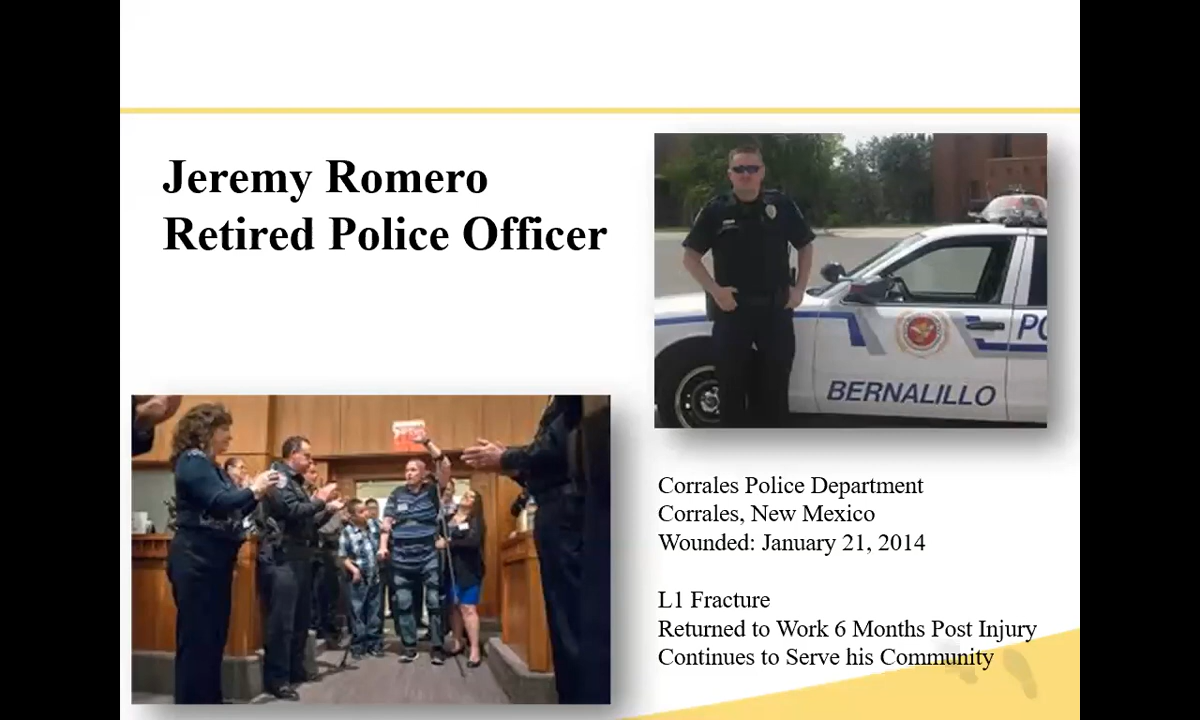 Jeremy Romero
Retired Police Officer
BERNALILLO
Corrales Police Department
Corrales, New Mexico
Wounded: January 21, 2014
L1 Fracture
Returned to Work 6 Months Post Injury
Continues to Serve his Community